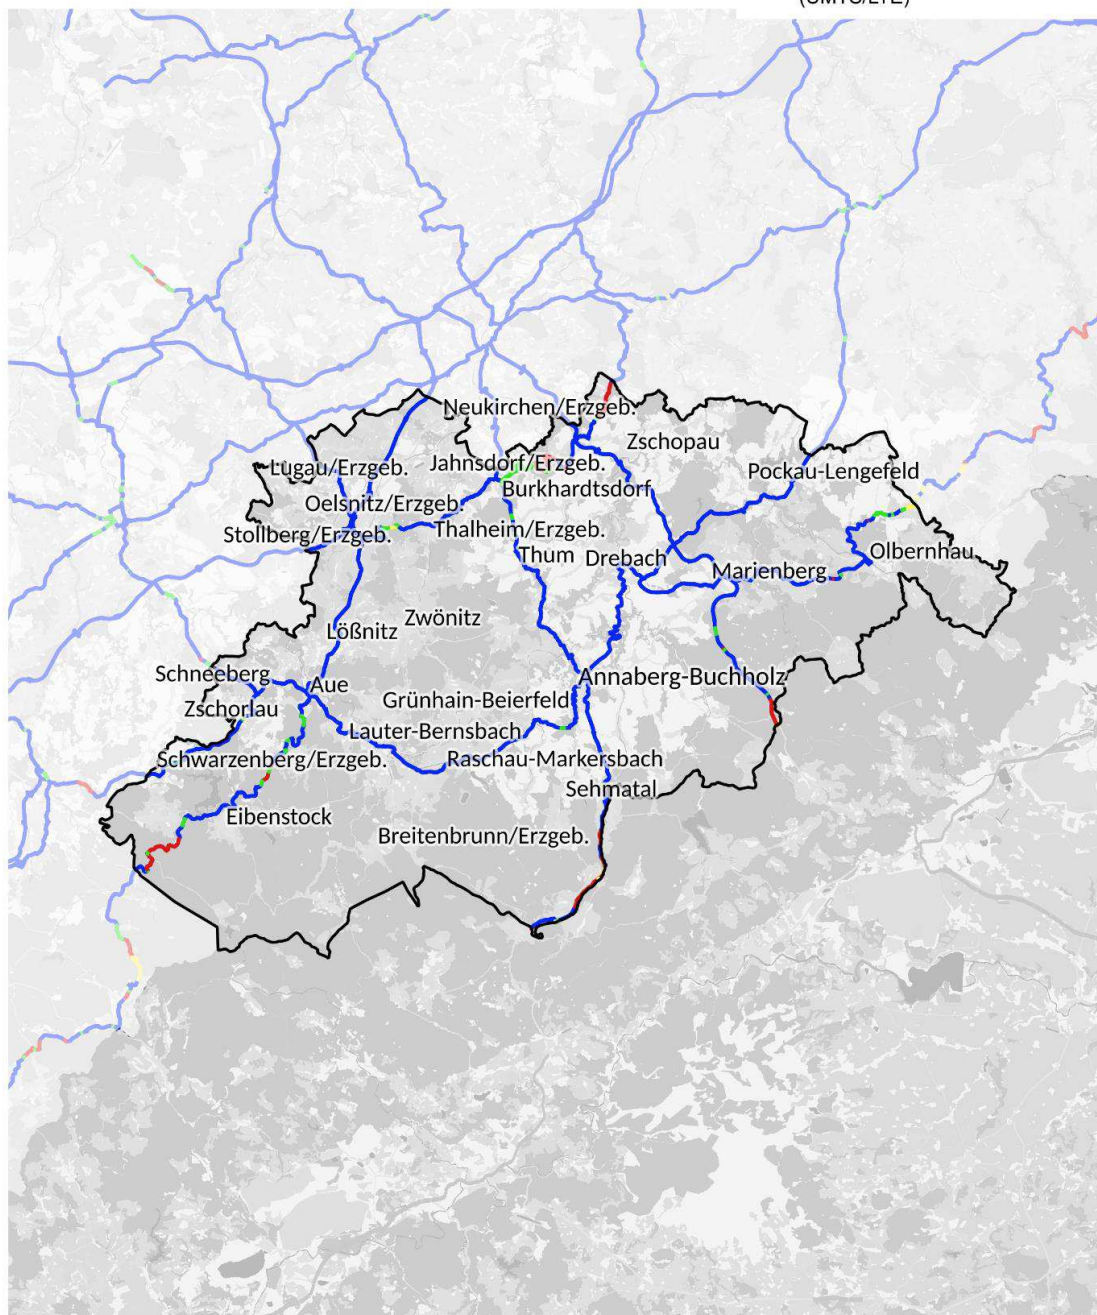 (UMTS/LTE)
Neukirchen/Erzgeb.
Zschopau
Lugau/Erzgeb.
Jahnsdorf/Erzgeb.
Pockau-Lengefeld
Burkhardtsdorf
Oelsnitz/Erzgeb.
Stollberg/Erzgeb.
Thalheim/Erzgeb.
Thum
Drebach
Olbernhau
Marienberg
Zwönitz
Lößnitz
Schneeberg
Aue
Annaberg-Buchholz
Zschorlau
Grünhain-Beierfeld
Lauter-Bernsbach
Schwarzenberg/Erzgeb.
Raschau-Markersbach
Sehmatal
Eibenstock
Breitenbrunn/Erzgeb.